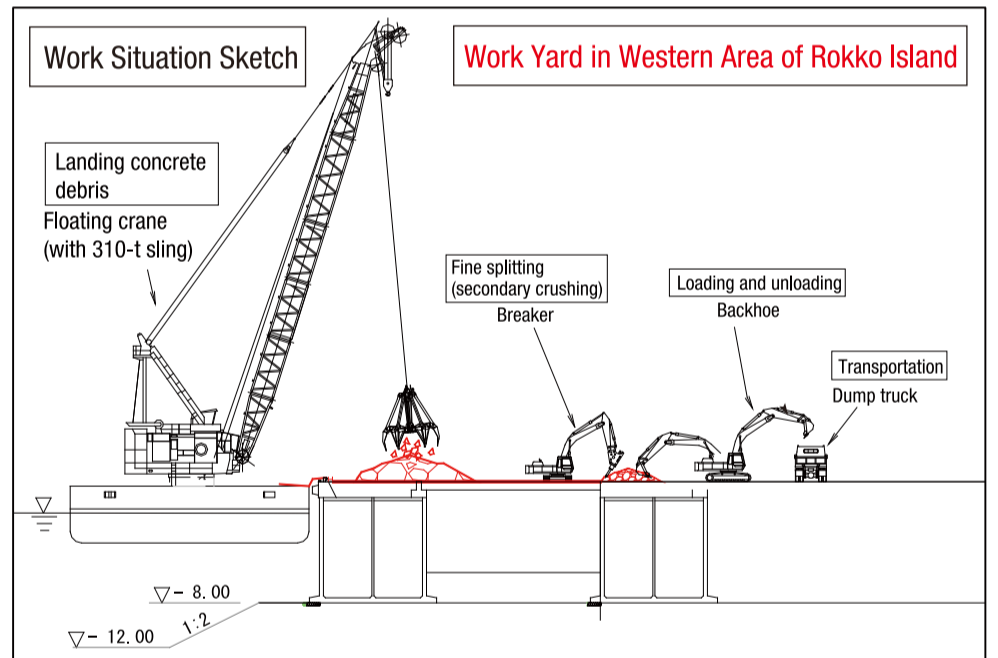 Work Situation Sketch
Work Yard in Western Area of Rokko Island
Landing concrete
debris
Floating crane
(with 310-t sling)
Fine splitting
(secondary crushing)
Breaker
Loading and unloading
Backhoe
Transportation
Dump truck
- 8.00
1:2
- 12.00